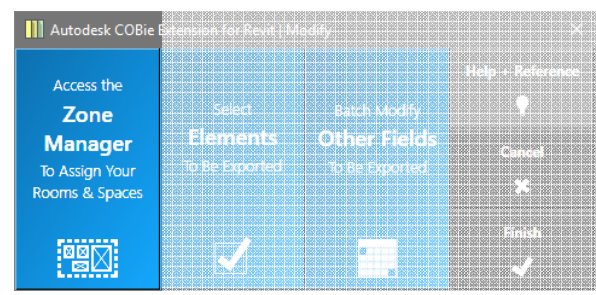 Autodesk COBie Extension for Revit | Modify
Access the
Zone
Manager
To Assign Your
Rooms & Spaces
Select
Elements
To Be Exported
Batch Modify
Other Fields
To Be Exported
Help + Reference
Cancel
Finish